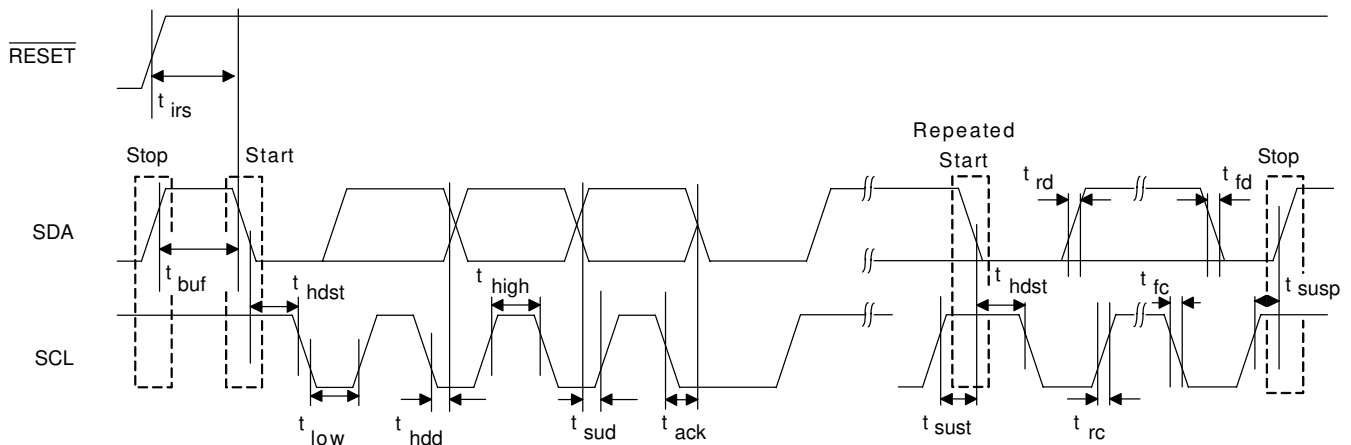 RESET
t irs
Repeated
Stop
Start
Start
Stop
t rd
t fd
SDA
t buf
t hdst
t high
t hdst
t fc
t susp
SCL
t low
t hdd
t sud
t ack
t sust
t rc